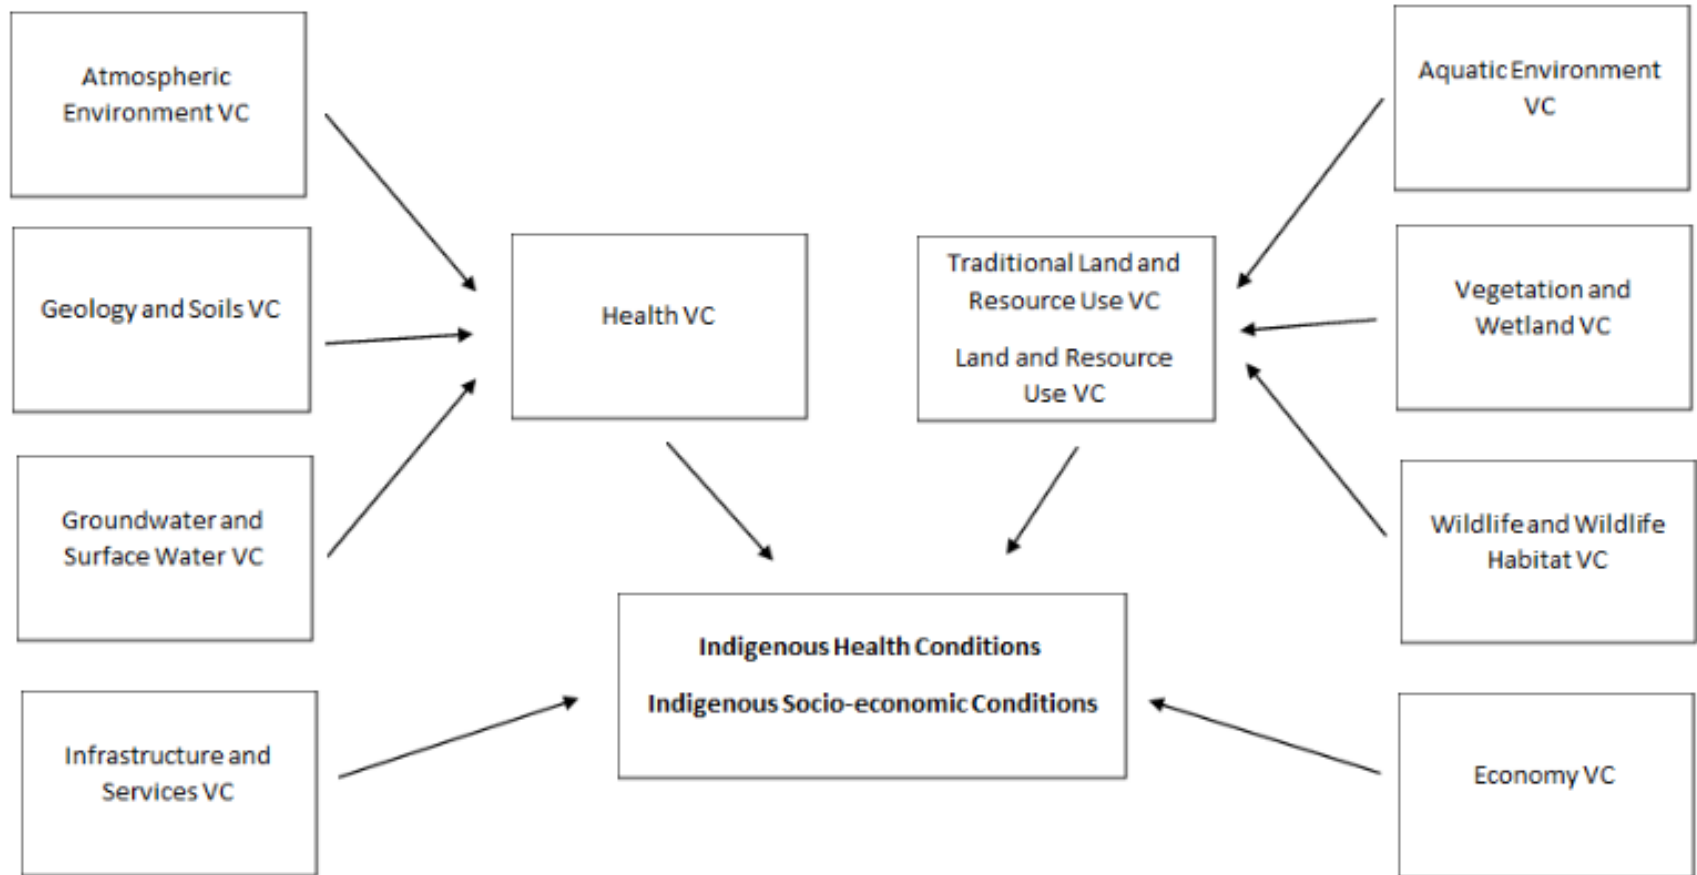 Atmospheric
Environment VC
Aquatic Environment
VC
Geology and Soils VC
Health VC
Traditional Land and
Resource Use VC
Land and Resource
Use VC
Vegetation and
Wetland VC
Groundwater and
Surface Water VC
Wildlife and Wildlife
Habitat VC
Indigenous Health Conditions
Indigenous Socio-economic Conditions
Infrastructure and
Services VC
Economy VC